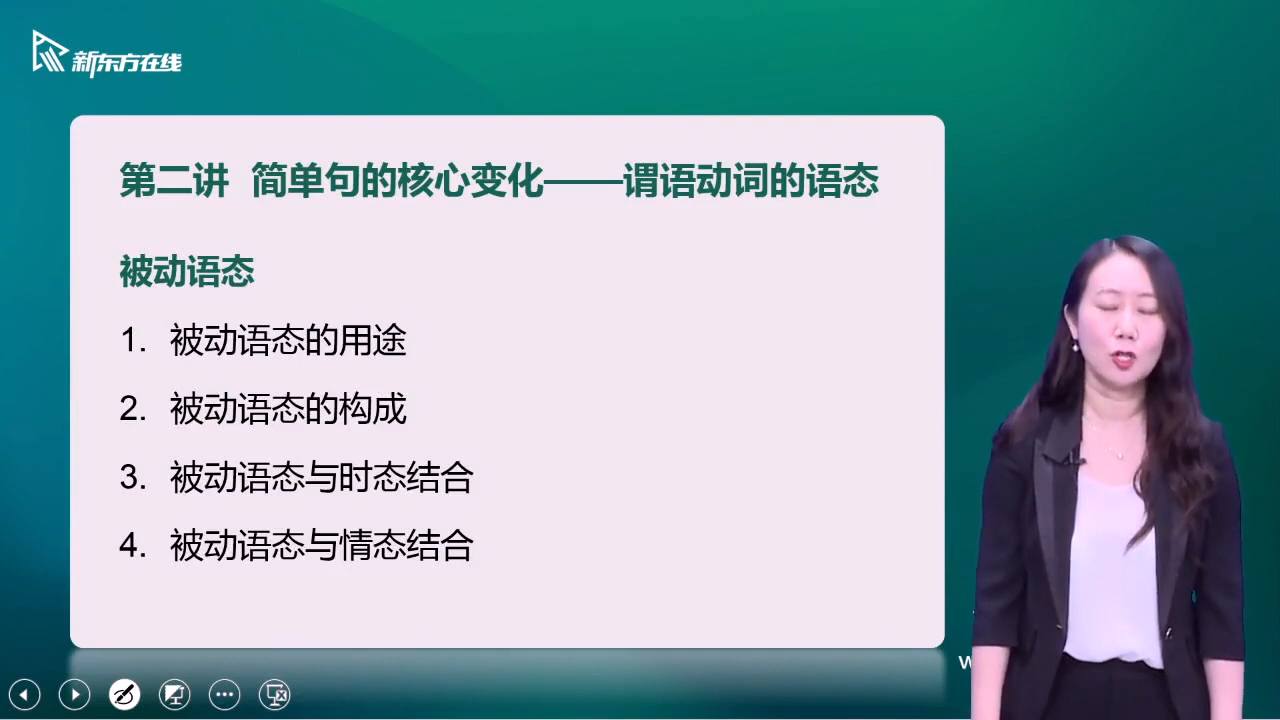 新东方在线
第二讲 简单句的核心变化——谓语动词的语态
被动语态
1. 被动语态的用途
2. 被动语态的构成
3. 被动语态与时态结合
4. 被动语态与情态结合
w